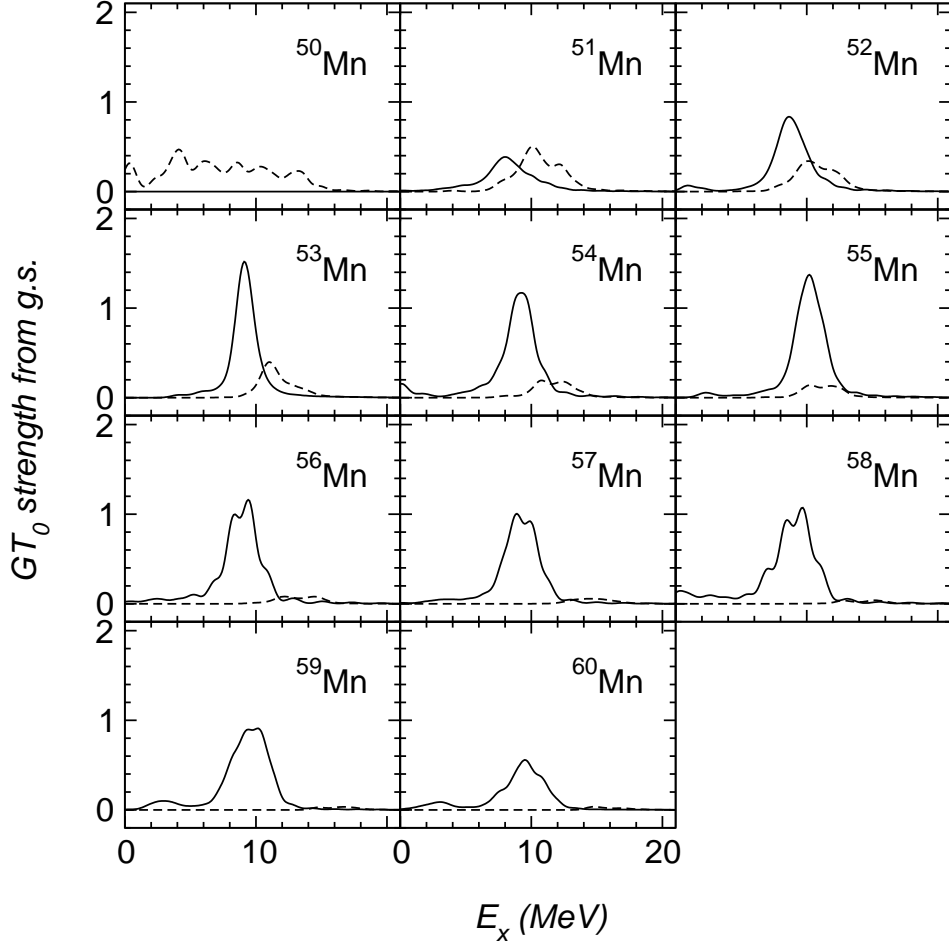 GT₀ strength from g.s.
2
⁵⁰Mn
⁵¹Mn
⁵²Mn
1
0
2
⁵³Mn
⁵⁴Mn
⁵⁵Mn
1
0
2
⁵⁶Mn
⁵⁷Mn
⁵⁸Mn
1
0
2
⁵⁹Mn
⁶⁰Mn
1
0
0 10 0 10 20
Eₓ (MeV)